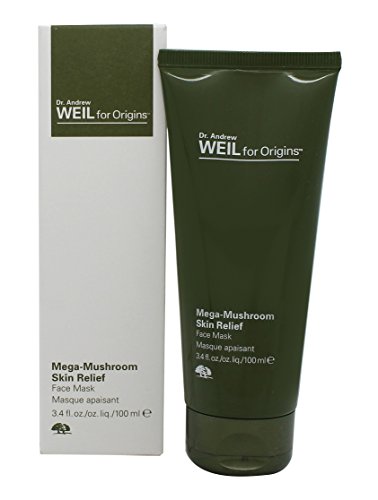 Dr. Andrew
WEIL for Origins™
Mega-Mushroom
Skin Relief
Face Mask
Masque apaisant
3.4 fl. oz./oz. liq./100 ml ℮
Dr. Andrew
WEIL for Origins™
Mega-Mushroom
Skin Relief
Face Mask
Masque apaisant
3.4 fl. oz./oz. liq./100 ml ℮